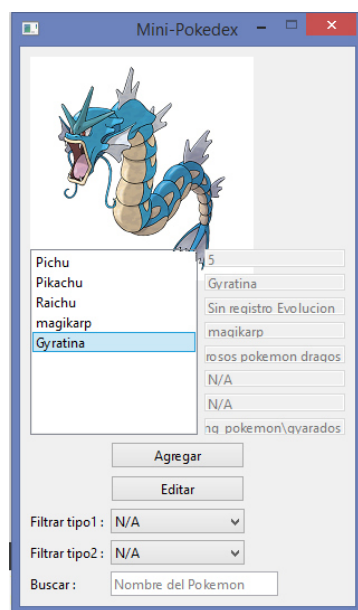 Mini-Pokedex
Pichu
Pikachu
Raichu
magikarp
Gyratina
5
Gyratina
Sin registro Evolucion
magikarp
rosos pokemon dragos
N/A
N/A
ng_pokemon\gyarados
Agregar
Editar
Filtrar tipo1 : N/A
Filtrar tipo2 : N/A
Buscar : Nombre del Pokemon